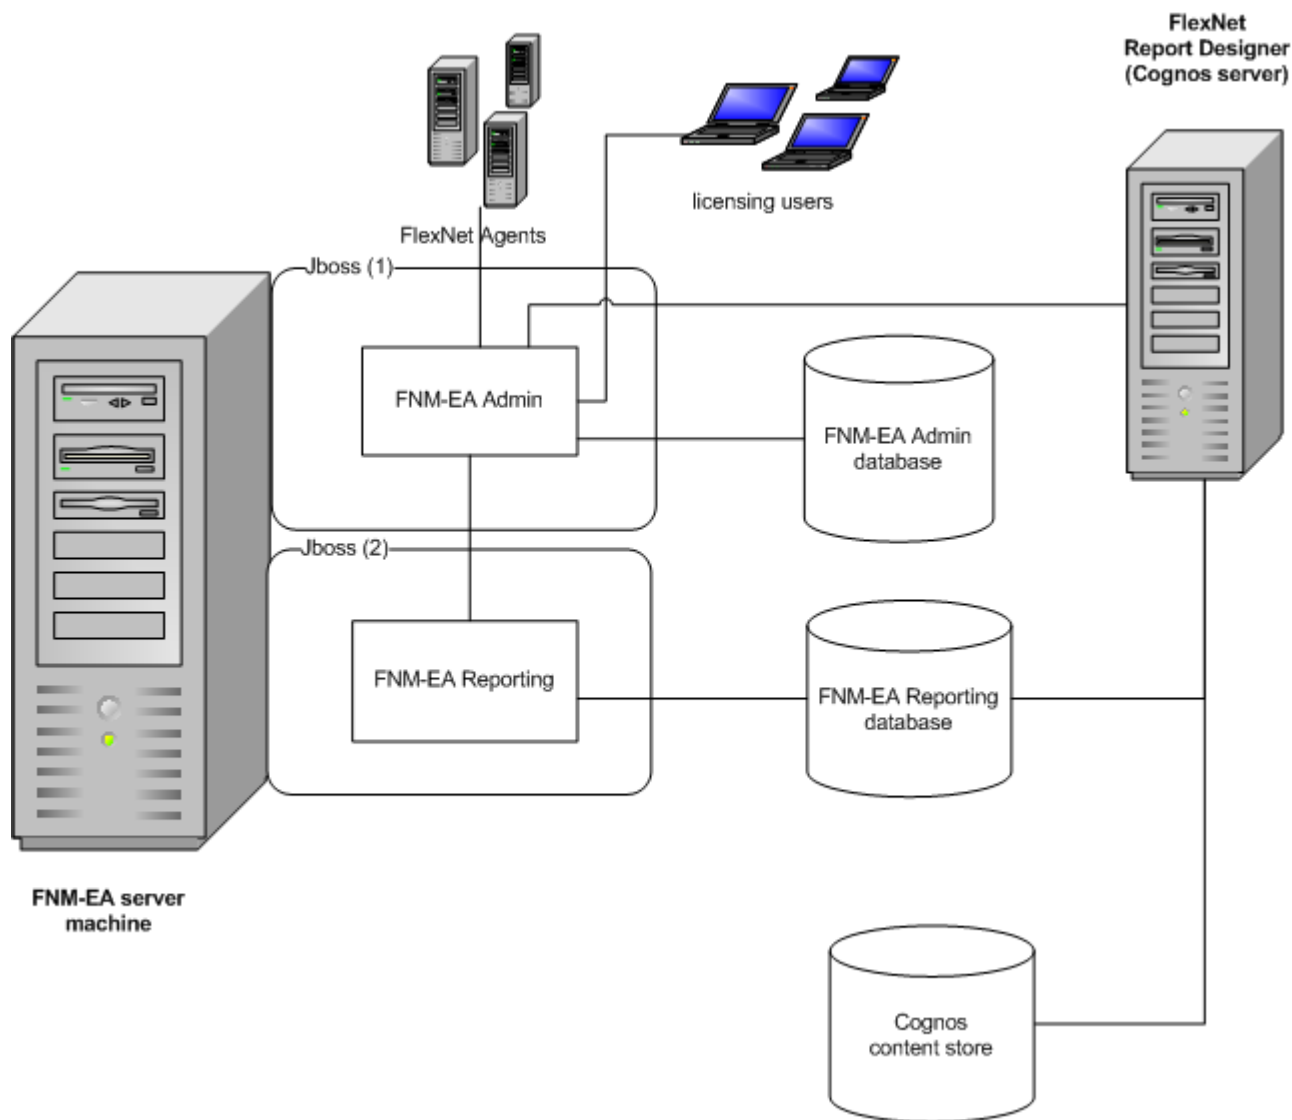 FlexNet
Report Designer
(Cognos server)
licensing users
FlexNet Agents
Jboss (1)
FNM-EA Admin
FNM-EA Admin
database
Jboss (2)
FNM-EA Reporting
FNM-EA Reporting
database
FNM-EA server
machine
Cognos
content store